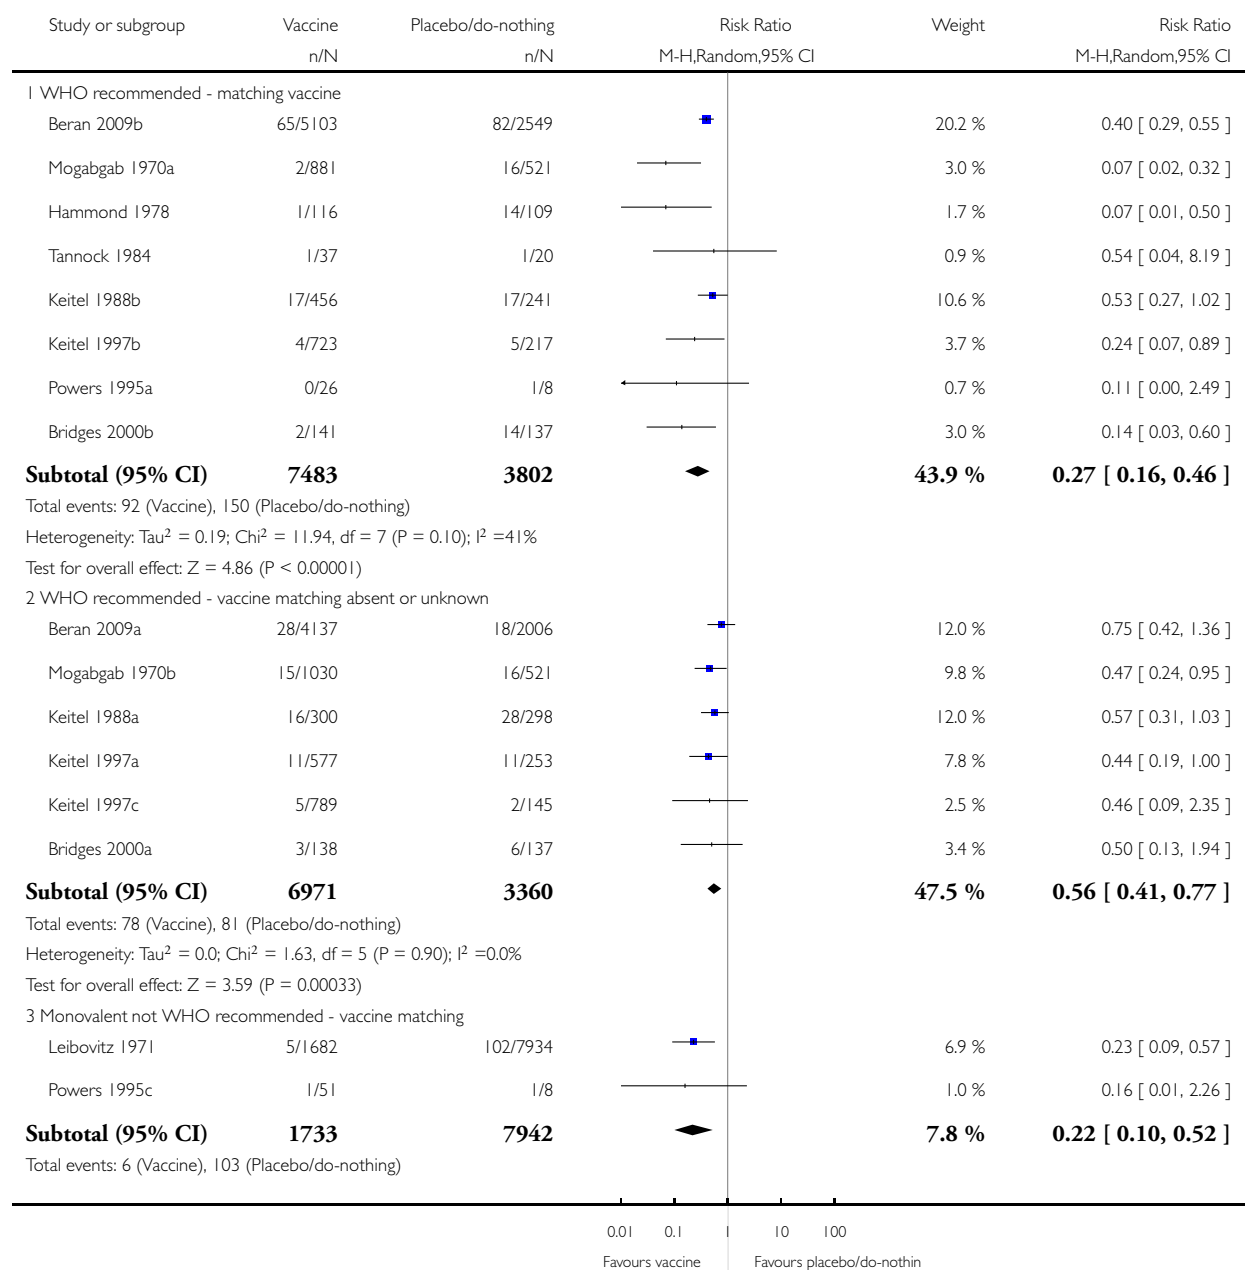 Study or subgroup Vaccine Placebo/do-nothing Risk Ratio Weight Risk Ratio
n/N n/N M-H,Random,95% CI M-H,Random,95% CI
1 WHO recommended - matching vaccine
Beran 2009b 65/5103 82/2549 20.2 % 0.40 [ 0.29, 0.55 ]
Mogabgab 1970a 2/881 16/521 3.0 % 0.07 [ 0.02, 0.32 ]
Hammond 1978 1/116 14/109 1.7 % 0.07 [ 0.01, 0.50 ]
Tannock 1984 1/37 1/20 0.9 % 0.54 [ 0.04, 8.19 ]
Keitel 1988b 17/456 17/241 10.6 % 0.53 [ 0.27, 1.02 ]
Keitel 1997b 4/723 5/217 3.7 % 0.24 [ 0.07, 0.89 ]
Powers 1995a 0/26 1/8 0.7 % 0.11 [ 0.00, 2.49 ]
Bridges 2000b 2/141 14/137 3.0 % 0.14 [ 0.03, 0.60 ]
Subtotal (95% CI) 7483 3802 43.9 % 0.27 [ 0.16, 0.46 ]
Total events: 92 (Vaccine), 150 (Placebo/do-nothing)
Heterogeneity: Tau² = 0.19; Chi² = 11.94, df = 7 (P = 0.10); I² =41%
Test for overall effect: Z = 4.86 (P < 0.00001)
2 WHO recommended - vaccine matching absent or unknown
Beran 2009a 28/4137 18/2006 12.0 % 0.75 [ 0.42, 1.36 ]
Mogabgab 1970b 15/1030 16/521 9.8 % 0.47 [ 0.24, 0.95 ]
Keitel 1988a 16/300 28/298 12.0 % 0.57 [ 0.31, 1.03 ]
Keitel 1997a 11/577 11/253 7.8 % 0.44 [ 0.19, 1.00 ]
Keitel 1997c 5/789 2/145 2.5 % 0.46 [ 0.09, 2.35 ]
Bridges 2000a 3/138 6/137 3.4 % 0.50 [ 0.13, 1.94 ]
Subtotal (95% CI) 6971 3360 47.5 % 0.56 [ 0.41, 0.77 ]
Total events: 78 (Vaccine), 81 (Placebo/do-nothing)
Heterogeneity: Tau² = 0.0; Chi² = 1.63, df = 5 (P = 0.90); I² =0.0%
Test for overall effect: Z = 3.59 (P = 0.00033)
3 Monovalent not WHO recommended - vaccine matching
Leibovitz 1971 5/1682 102/7934 6.9 % 0.23 [ 0.09, 0.57 ]
Powers 1995c 1/51 1/8 1.0 % 0.16 [ 0.01, 2.26 ]
Subtotal (95% CI) 1733 7942 7.8 % 0.22 [ 0.10, 0.52 ]
Total events: 6 (Vaccine), 103 (Placebo/do-nothing)
0.01 0.1 1 10 100
Favours vaccine Favours placebo/do-nothin